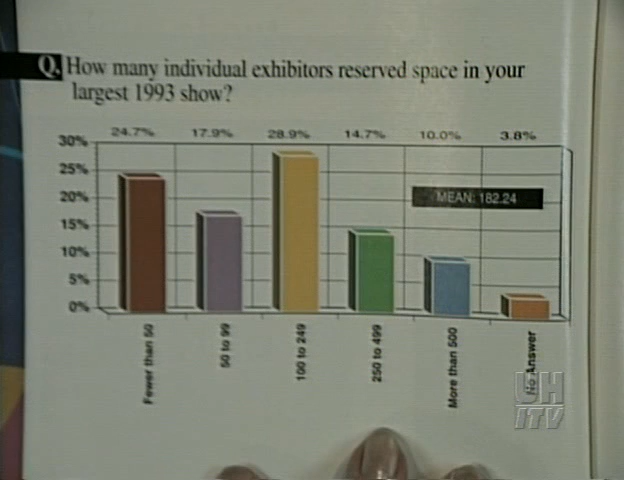 Q. How many individual exhibitors reserved space in your
largest 1993 show?
24.7% 17.9% 28.9% 14.7% 10.0% 3.8%
30%
25%
20%
15%
10%
5%
0%
MEAN: 182.24
Fewer than 50
50 to 99
100 to 249
250 to 499
More than 500
No Answer
UH
ITV